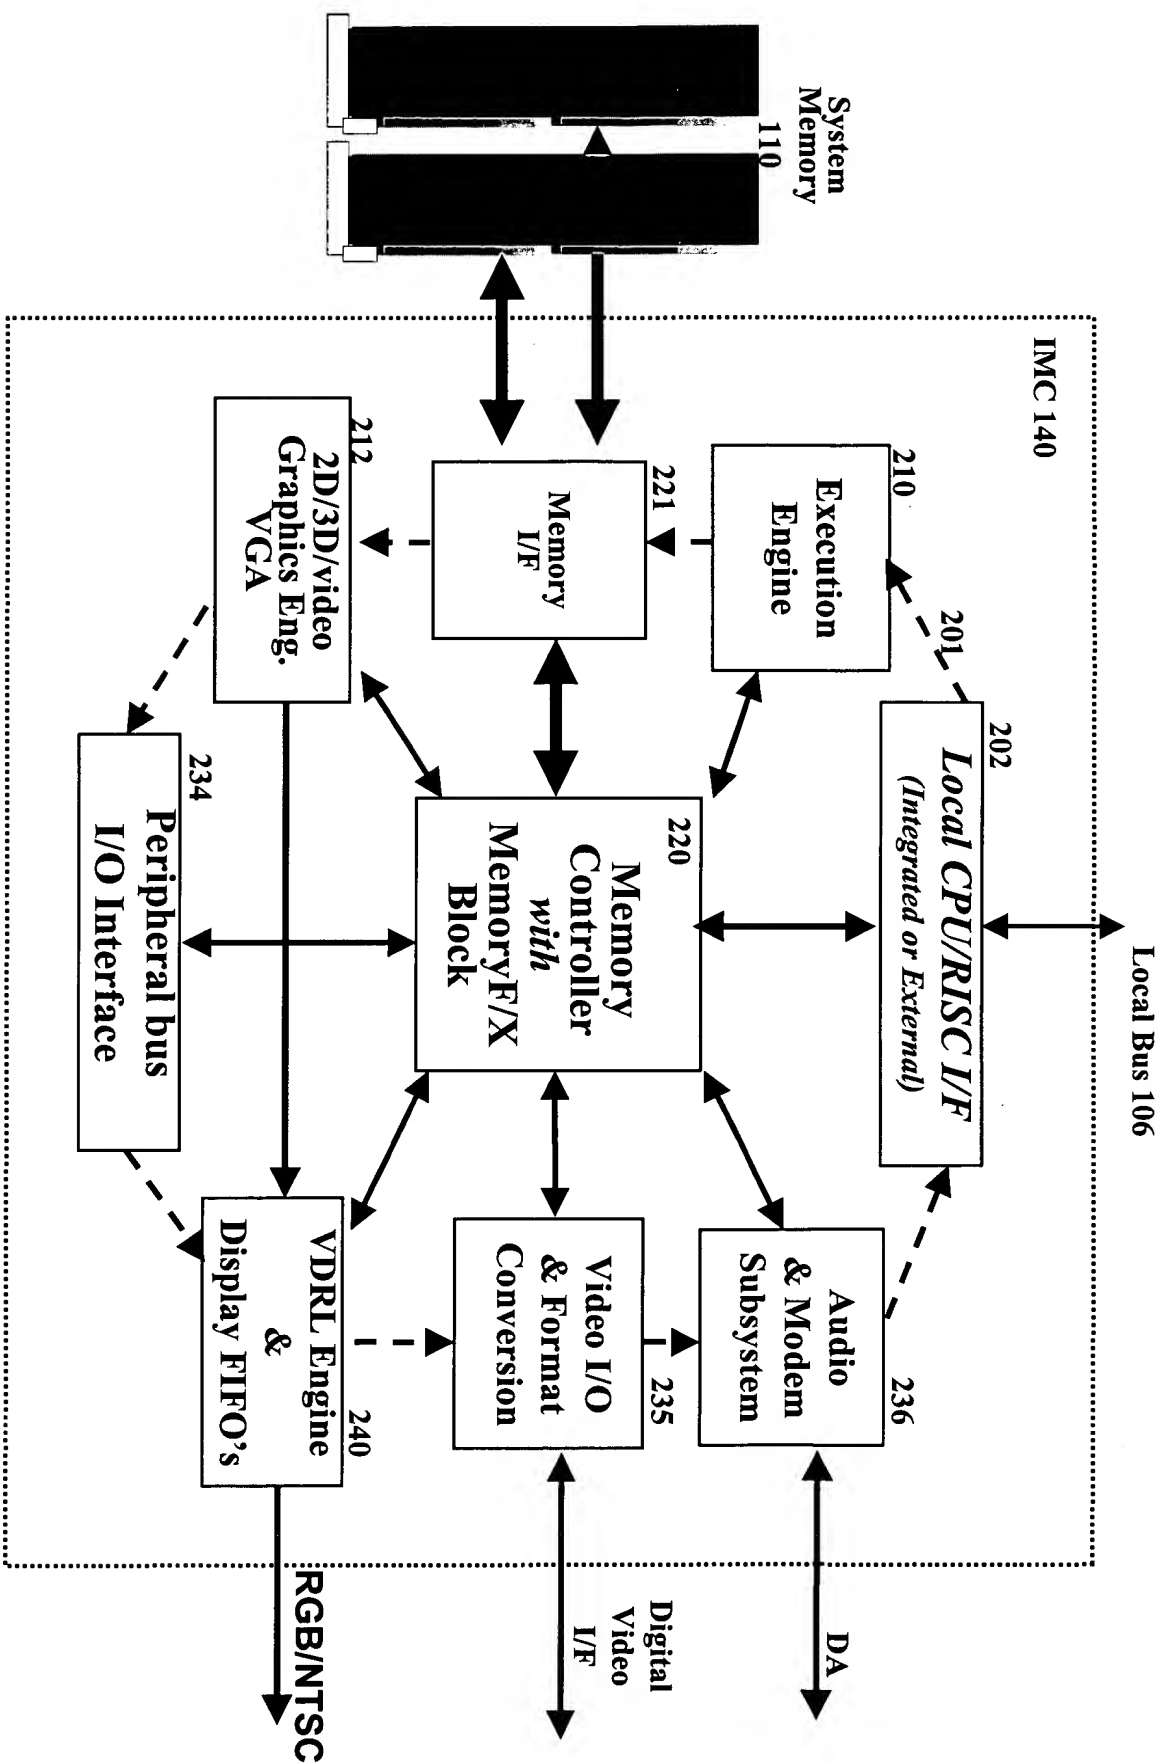 Local Bus 106
IMC 140
202
Local CPU/RISC I/F
(Integrated or External)
201
210
Execution
Engine
236
Audio
& Modem
Subsystem
DA
System
Memory
110
221
Memory
I/F
220
Memory
Controller
with
MemoryF/X
Block
235
Video I/O
& Format
Conversion
Digital
Video
I/F
212
2D/3D/video
Graphics Eng.
VGA
240
VDRL Engine
&
Display FIFO's
RGB/NTSC
234
Peripheral bus
I/O Interface